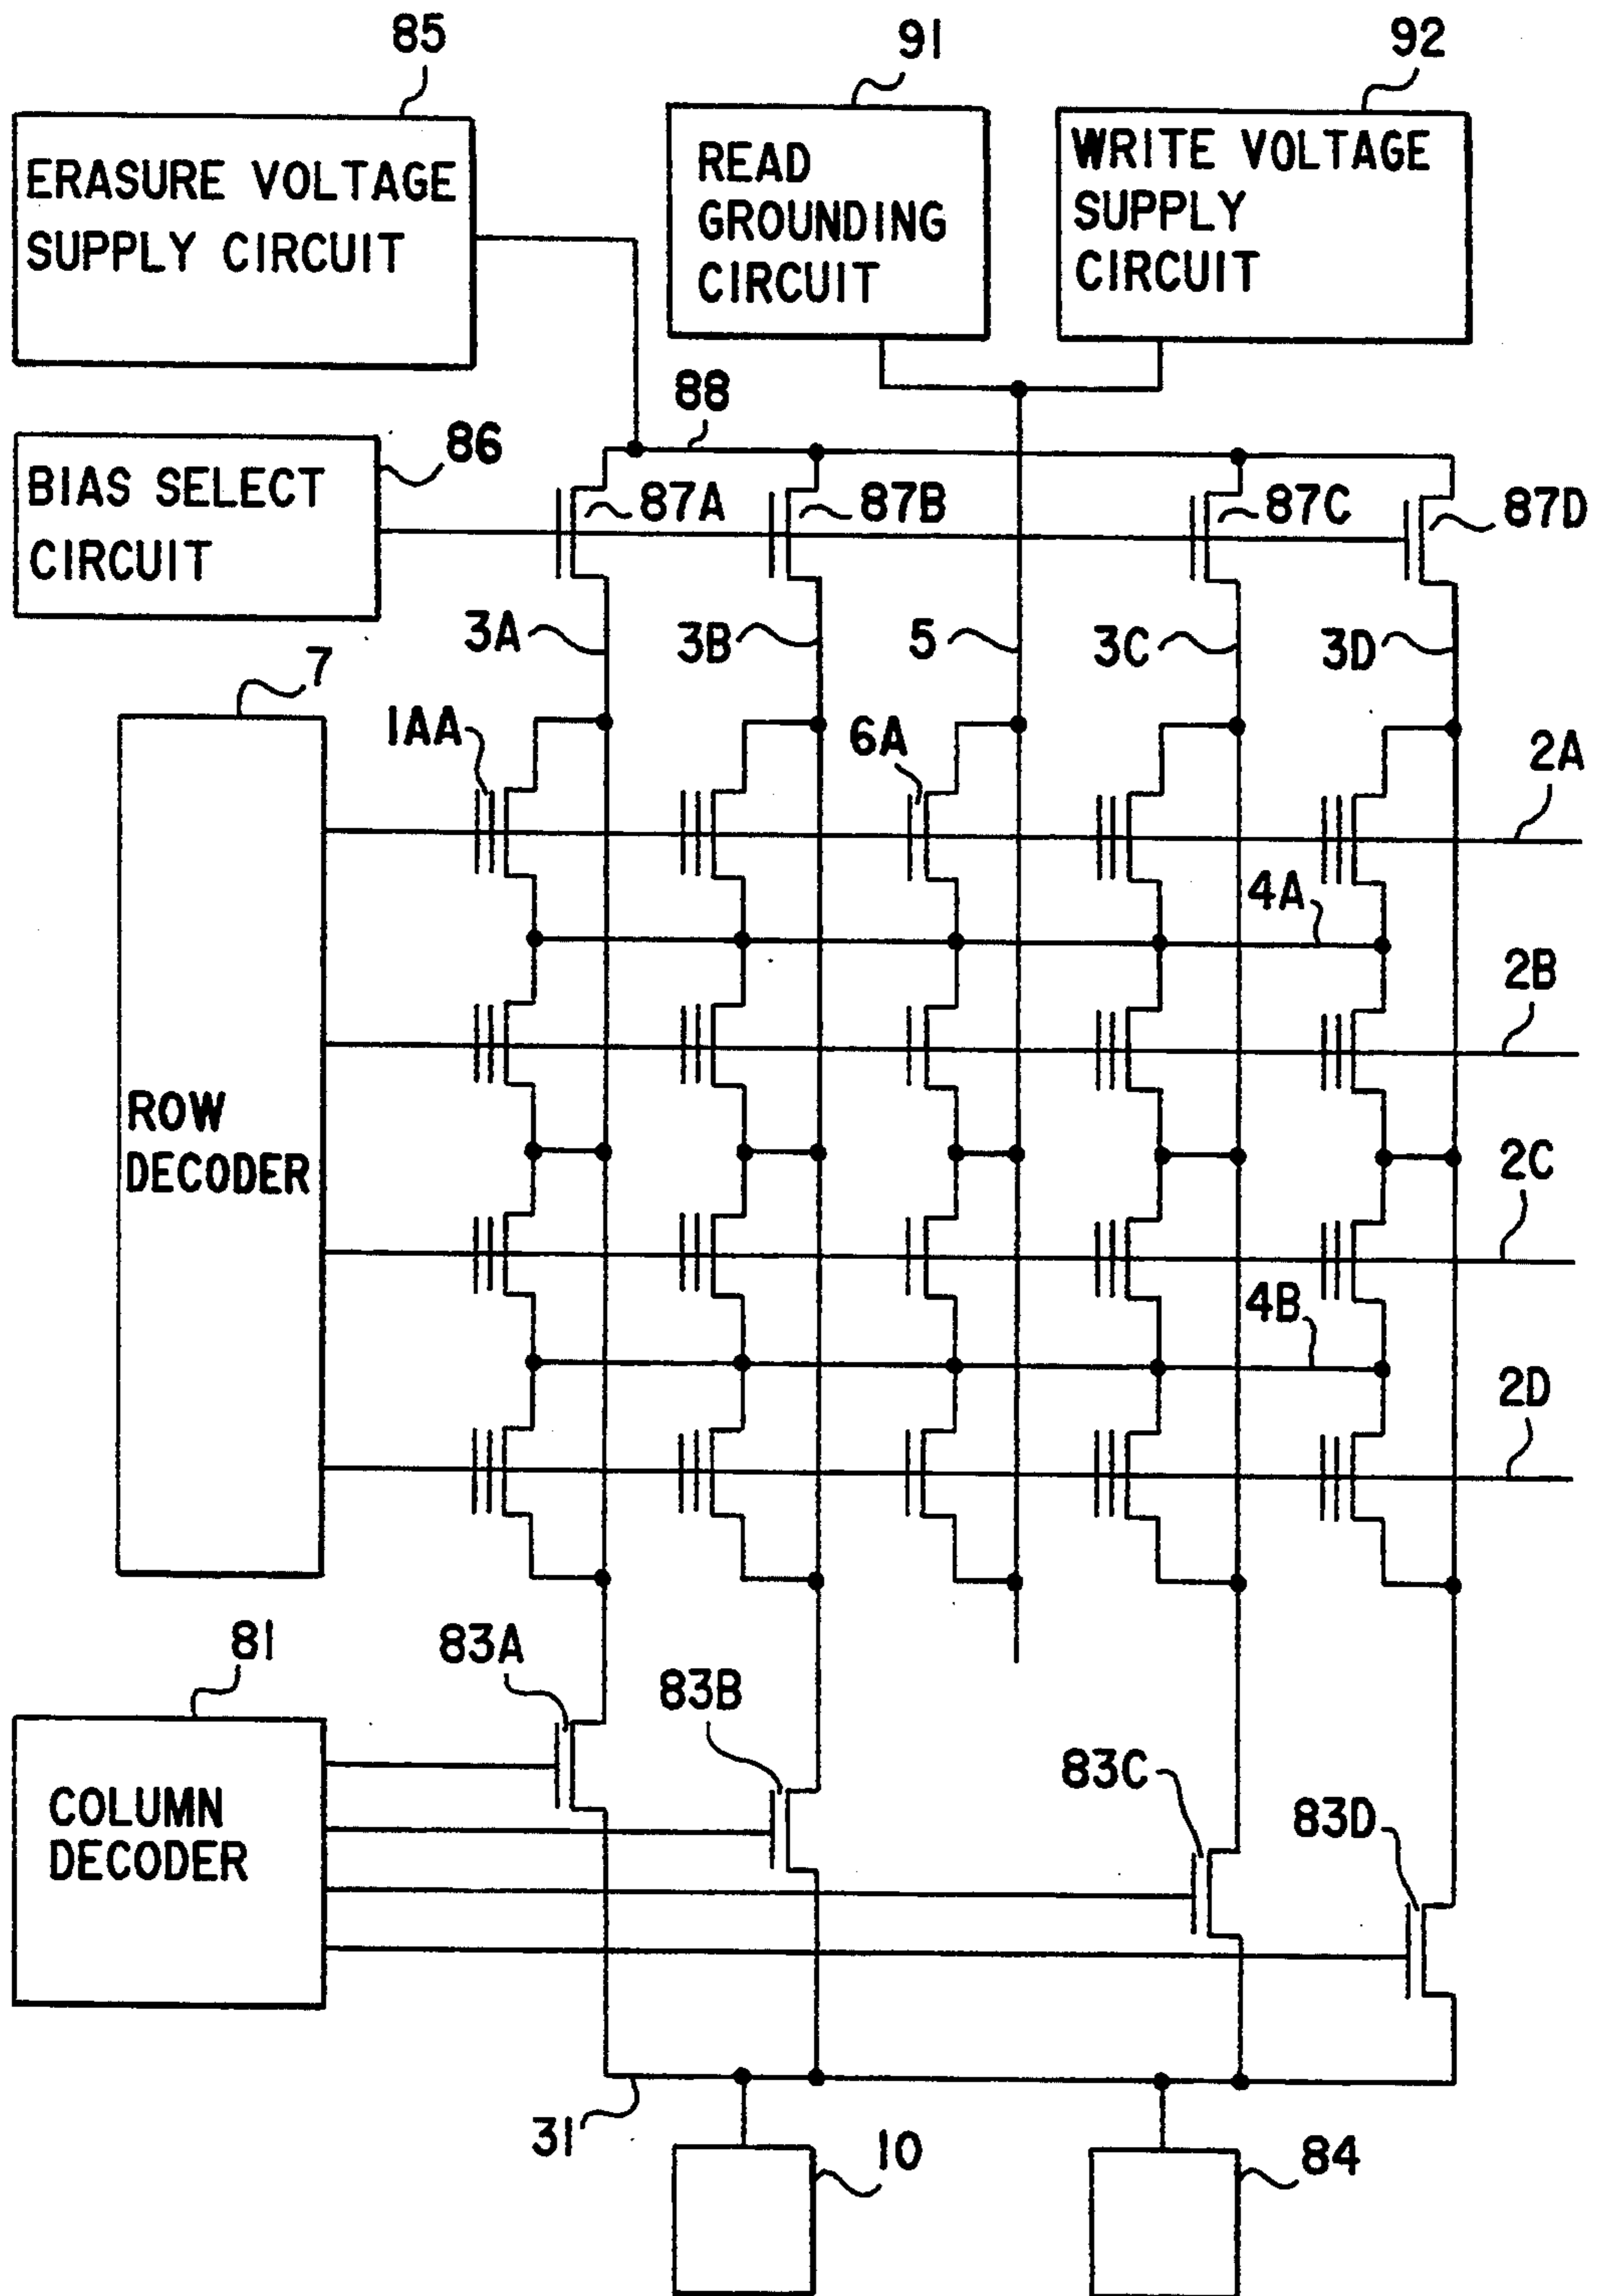 85
91
92
ERASURE VOLTAGE
SUPPLY CIRCUIT
READ
GROUNDING
CIRCUIT
WRITE VOLTAGE
SUPPLY
CIRCUIT
88
86
BIAS SELECT
CIRCUIT
87A
87B
87C
87D
3A
3B
5
3C
3D
7
1AA
6A
2A
4A
2B
ROW
DECODER
2C
4B
2D
81
83A
83B
83C
83D
COLUMN
DECODER
31
10
84